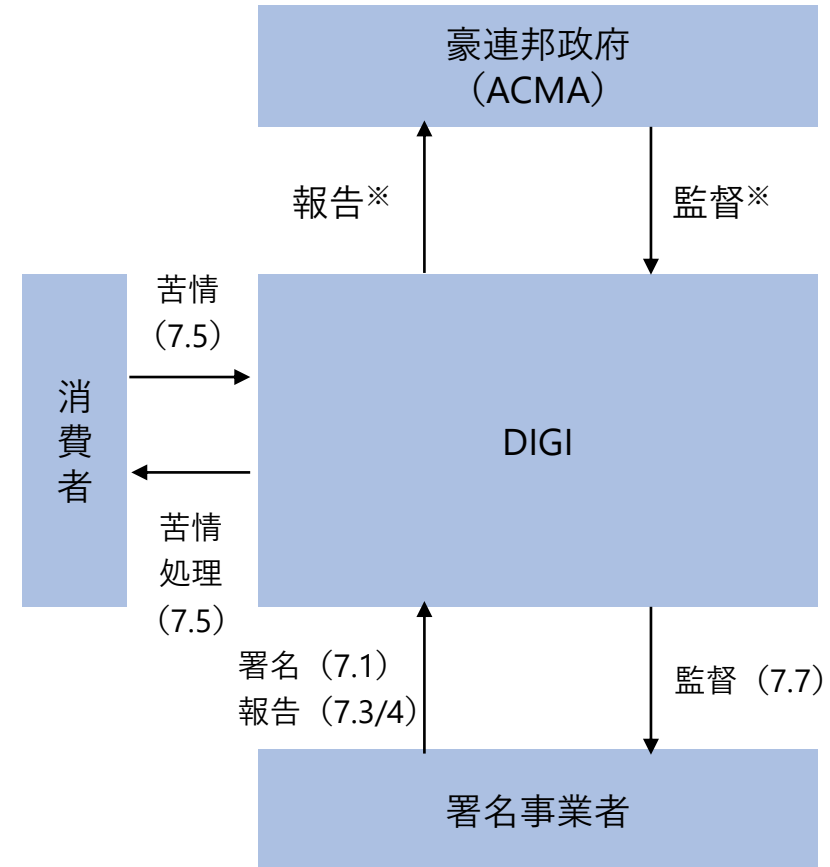 豪連邦政府
（ACMA）
報告※
監督※
苦情
（7.5）
消費者
DIGI
苦情
処理
（7.5）
署名（7.1）
報告（7.3/4）
監督（7.7）
署名事業者